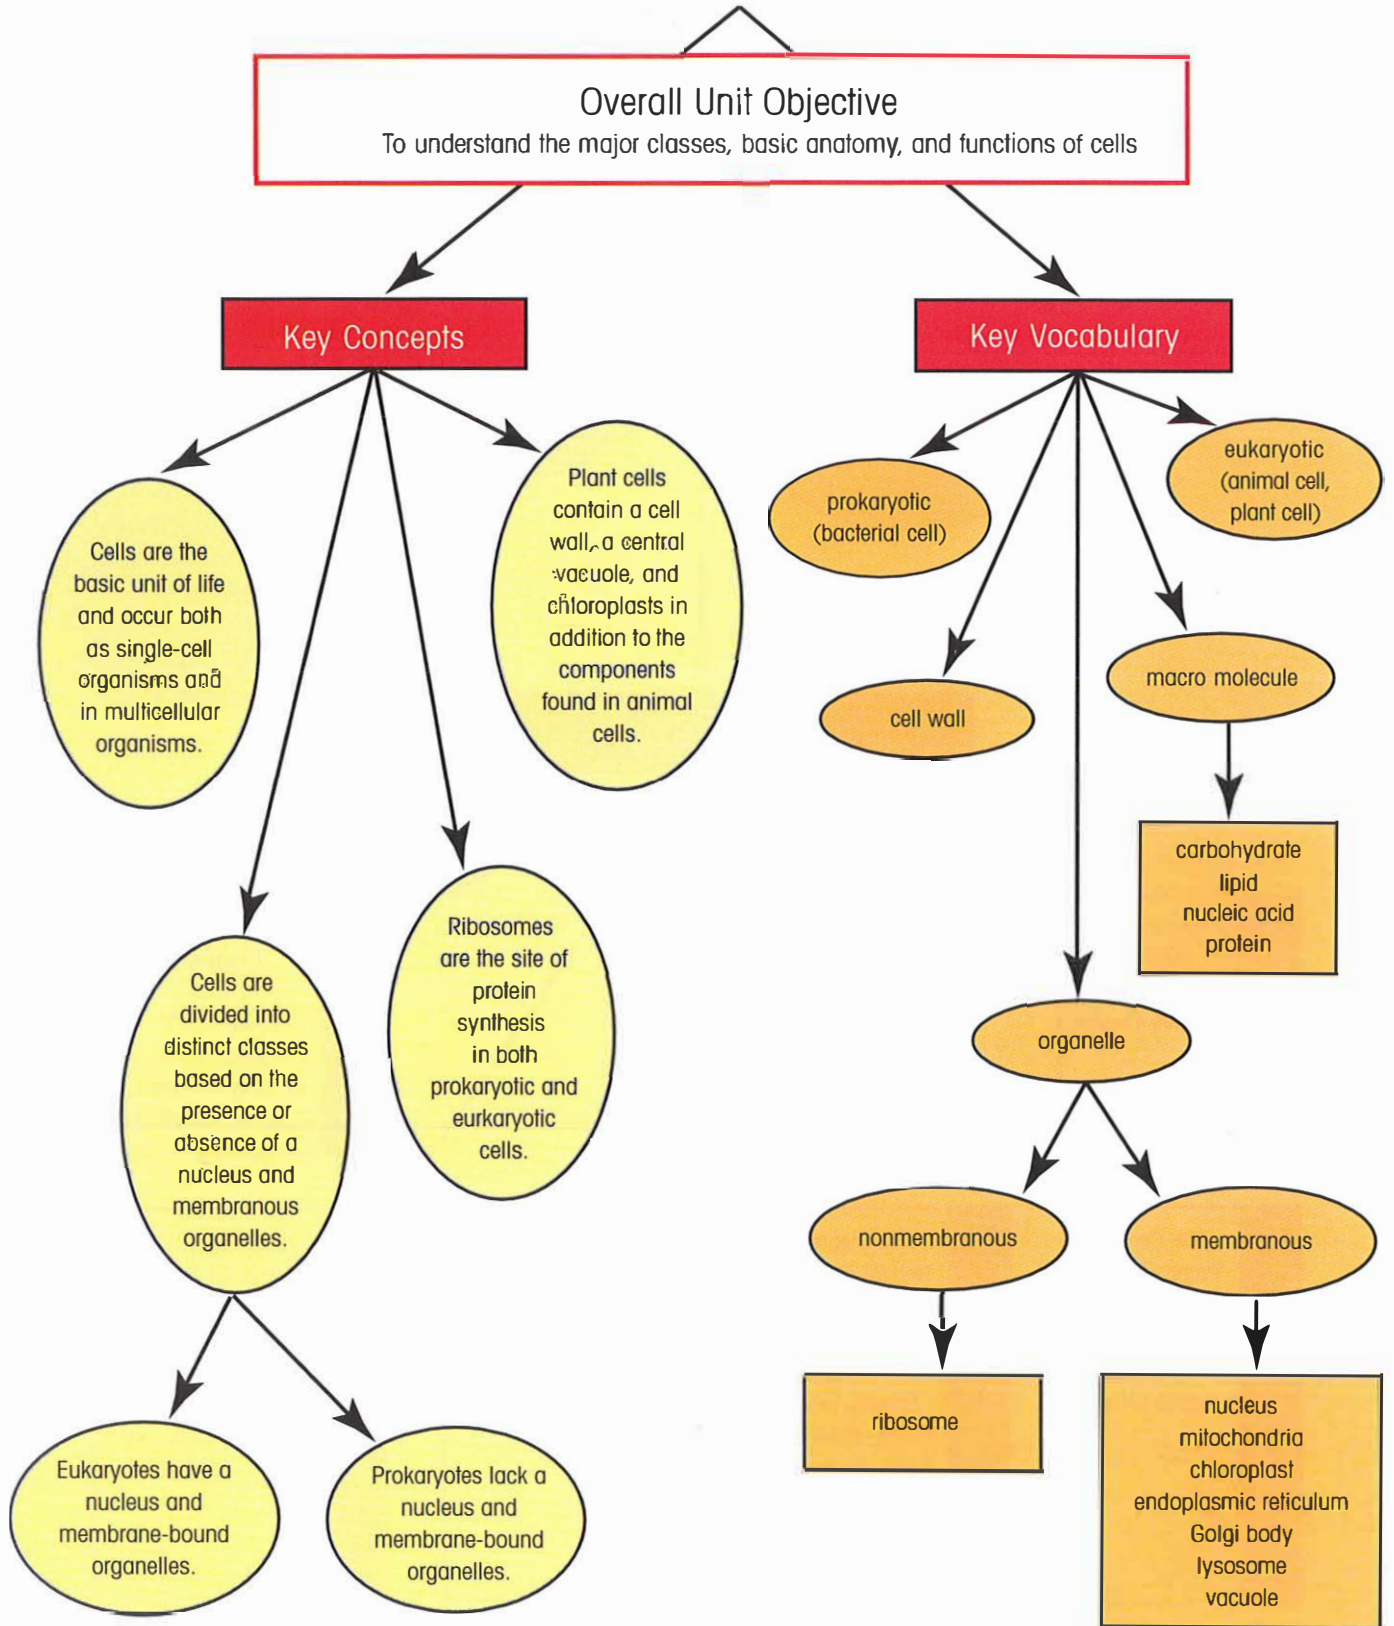 Overall Unit Objective
To understand the major classes, basic anatomy, and functions of cells
Key Concepts
Key Vocabulary
Cells are the
basic unit of life
and occur both
as single-cell
organisms and
in multicellular
organisms.
Plant cells
contain a cell
wall, a central
vacuole, and
chloroplasts in
addition to the
components
found in animal
cells.
Cells are
divided into
distinct classes
based on the
presence or
absence of a
nucleus and
membranous
organelles.
Ribosomes
are the site of
protein
synthesis
in both
prokaryotic and
eurkaryotic
cells.
Eukaryotes have a
nucleus and
membrane-bound
organelles.
Prokaryotes lack a
nucleus and
membrane-bound
organelles.
prokaryotic
(bacterial cell)
eukaryotic
(animal cell,
plant cell)
cell wall
macro molecule
carbohydrate
lipid
nucleic acid
protein
organelle
nonmembranous
membranous
ribosome
nucleus
mitochondria
chloroplast
endoplasmic reticulum
Golgi body
lysosome
vacuole